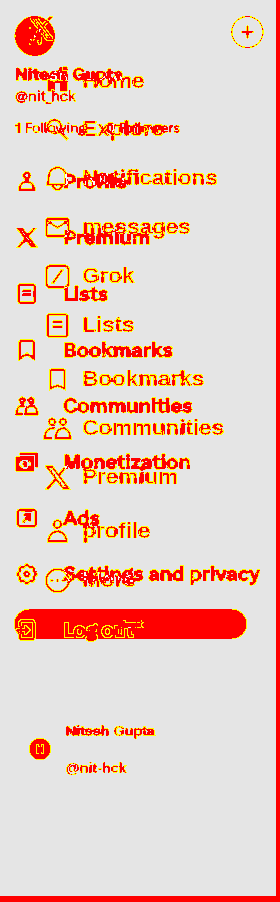 Nitesh Gupta
Home
@nit_hck
1 Following
Explore
Notifications
Profile
messages
Premium
Grok
Lists
Lists
Bookmarks
Bookmarks
Communities
Communities
Monetization
Premium
Ads
profile
Settings and privacy
more
Log out
Nitesh Gupta
@nit-hck